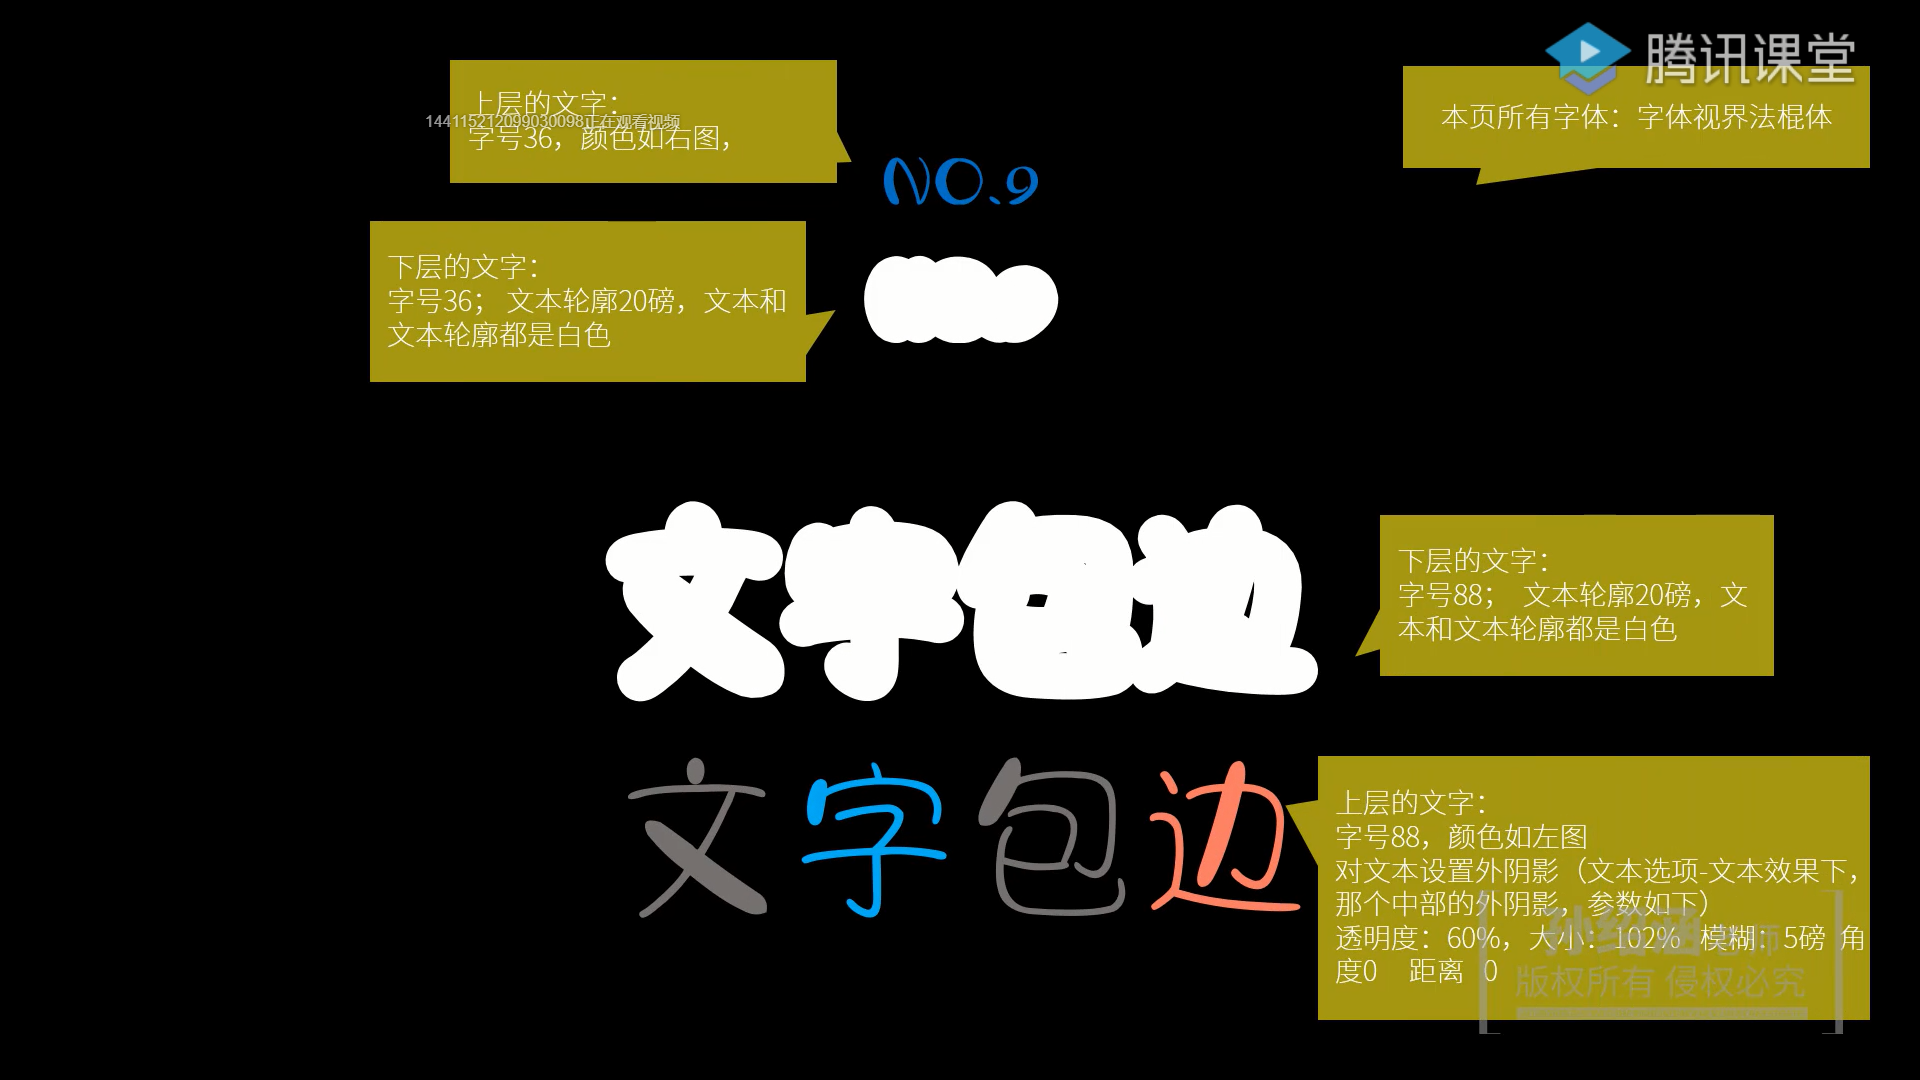 腾讯课堂
上层的文字：
144115212099030098正在观看视频
字号36，颜色如右图，
本页所有字体：字体视界法棍体
NO.9
下层的文字：
字号36； 文本轮廓20磅，文本和
文本轮廓都是白色
文字包边
下层的文字：
字号88； 文本轮廓20磅，文
本和文本轮廓都是白色
文字包边
上层的文字：
字号88，颜色如左图
对文本设置外阴影（文本选项-文本效果下，
那个中部的外阴影，参数如下）
透明度：60%，大小：102% 模糊：5磅 角
度0 距离 0
孙绍涵老师
版权所有 侵权必究